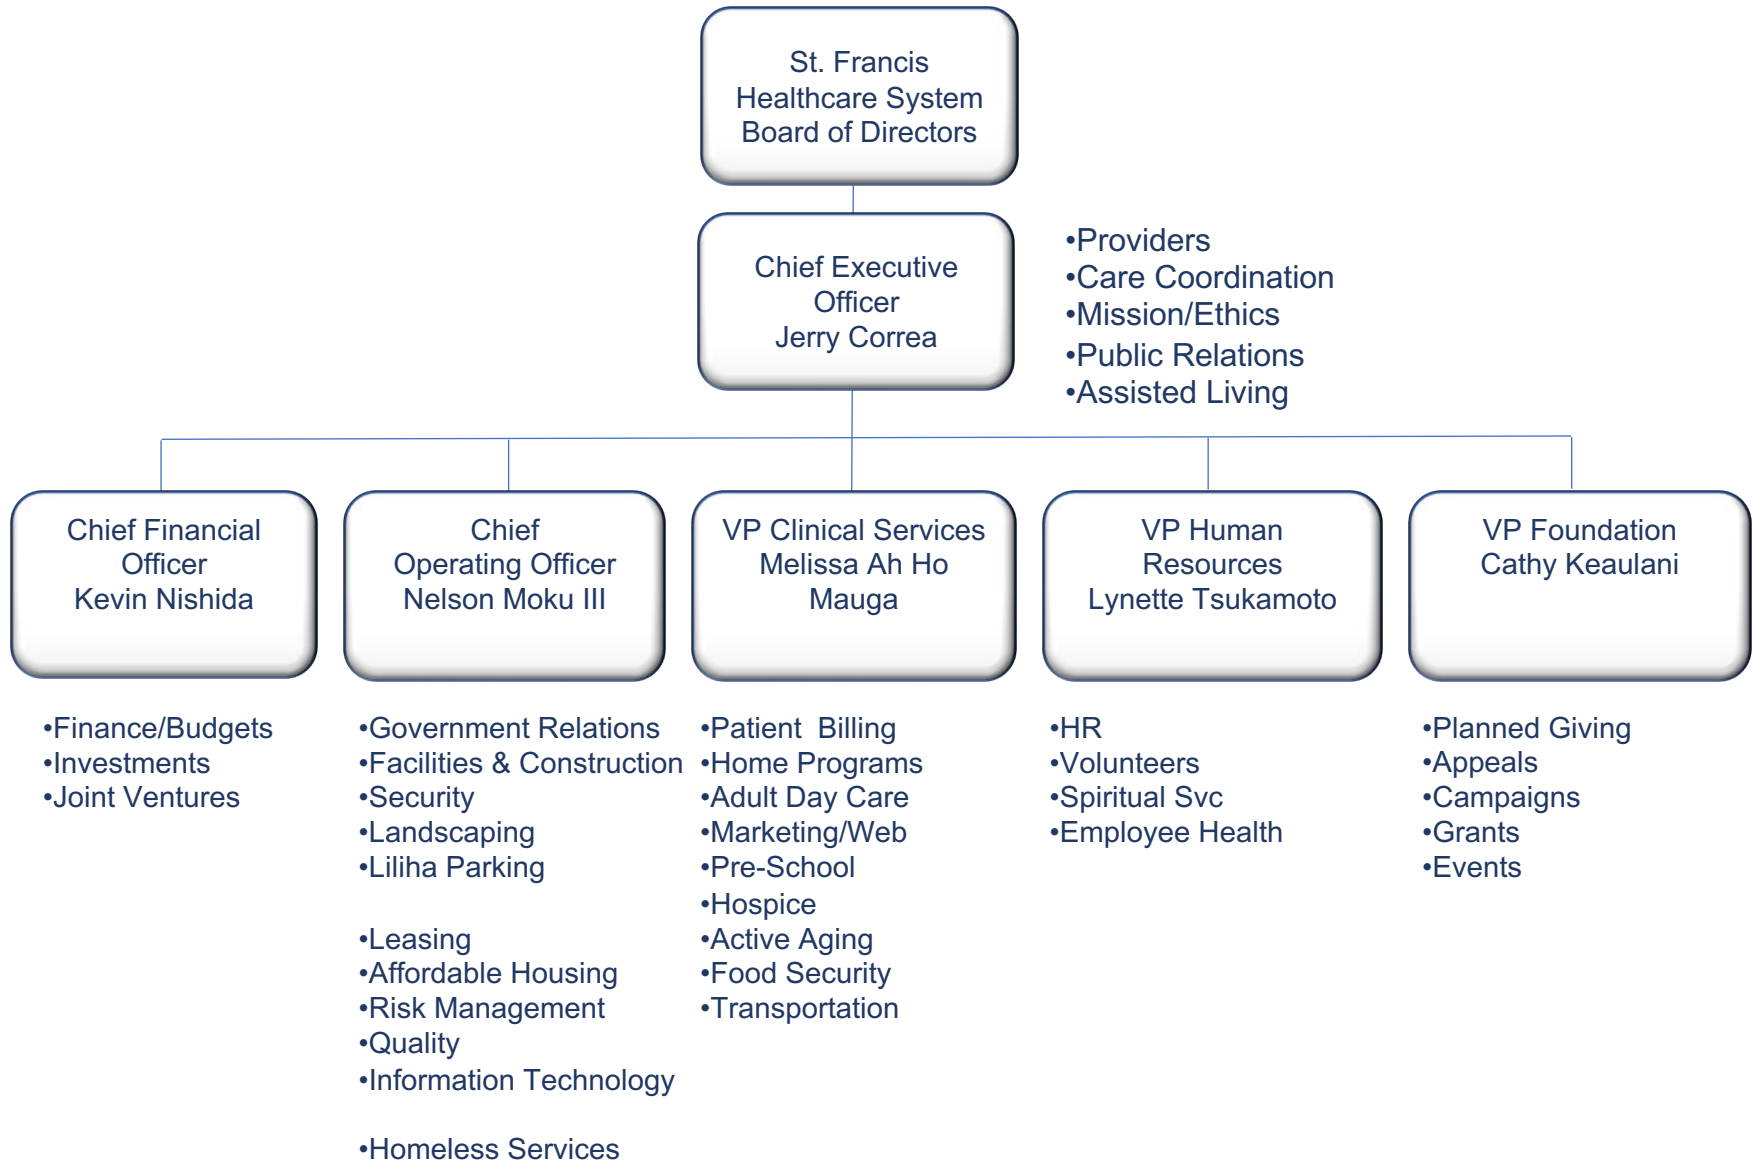 St. Francis
Healthcare System
Board of Directors
Chief Executive
Officer
Jerry Correa
•Providers
•Care Coordination
•Mission/Ethics
•Public Relations
•Assisted Living
Chief Financial
Officer
Kevin Nishida
•Finance/Budgets
•Investments
•Joint Ventures
Chief
Operating Officer
Nelson Moku III
•Government Relations
•Facilities & Construction
•Security
•Landscaping
•Liliha Parking
•Leasing
•Affordable Housing
•Risk Management
•Quality
•Information Technology
•Homeless Services
VP Clinical Services
Melissa Ah Ho
Mauga
•Patient  Billing
•Home Programs
•Adult Day Care
•Marketing/Web
•Pre-School
•Hospice
•Active Aging
•Food Security
•Transportation
VP Human
Resources
Lynette Tsukamoto
•HR
•Volunteers
•Spiritual Svc
•Employee Health
VP Foundation
Cathy Keaulani
•Planned Giving
•Appeals
•Campaigns
•Grants
•Events